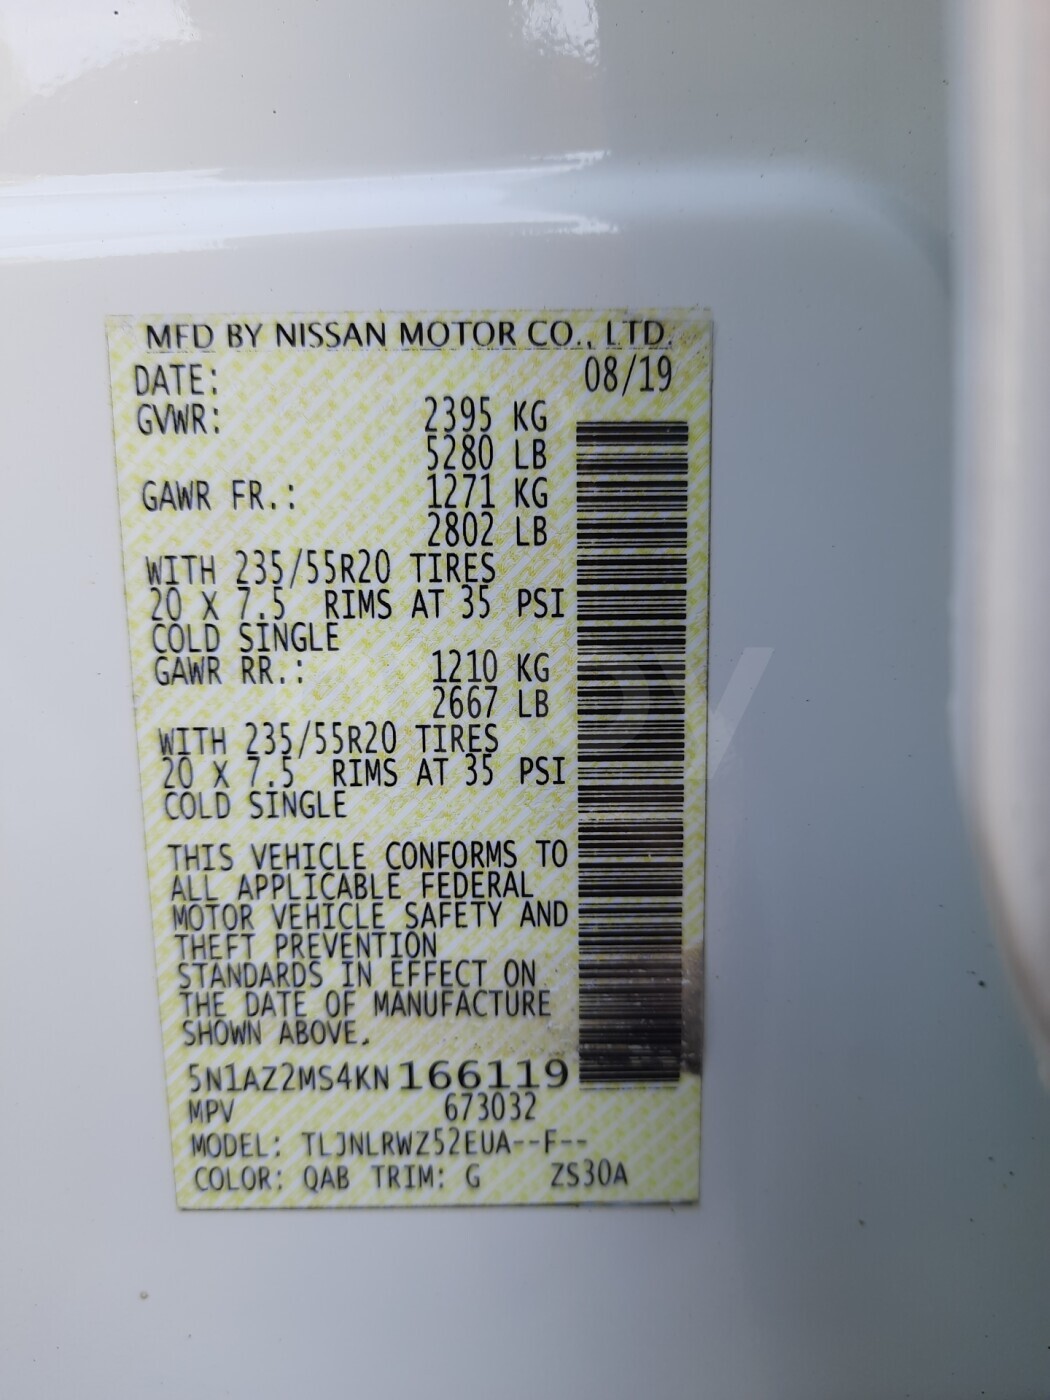 MFD BY NISSAN MOTOR CO., LTD.
DATE: 08/19
GVWR: 2395 KG
5280 LB
GAWR FR.: 1271 KG
2802 LB
WITH 235/55R20 TIRES
20 X 7.5 RIMS AT 35 PSI
COLD SINGLE
GAWR RR.: 1210 KG
2667 LB
WITH 235/55R20 TIRES
20 X 7.5 RIMS AT 35 PSI
COLD SINGLE
THIS VEHICLE CONFORMS TO
ALL APPLICABLE FEDERAL
MOTOR VEHICLE SAFETY AND
THEFT PREVENTION
STANDARDS IN EFFECT ON
THE DATE OF MANUFACTURE
SHOWN ABOVE.
5N1AZ2MS4KN166119
MPV 673032
MODEL: TLJNLRWZ52EUA--F--
COLOR: QAB TRIM: G ZS30A